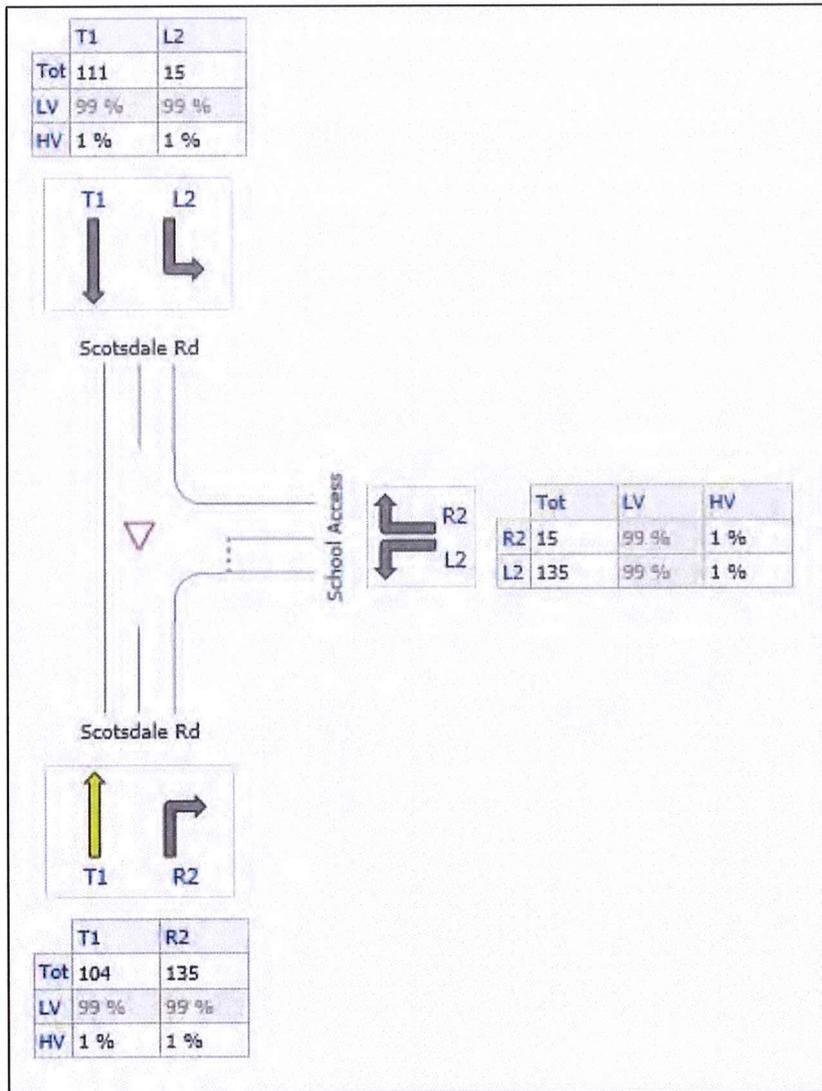 T1 L2
Tot 111 15
LV 99 % 99 %
HV 1 % 1 %
T1 L2
Scotsdale Rd
School Access
R2
L2
Tot LV HV
R2 15 99 % 1 %
L2 135 99 % 1 %
Scotsdale Rd
T1 R2
T1 R2
Tot 104 135
LV 99 % 99 %
HV 1 % 1 %